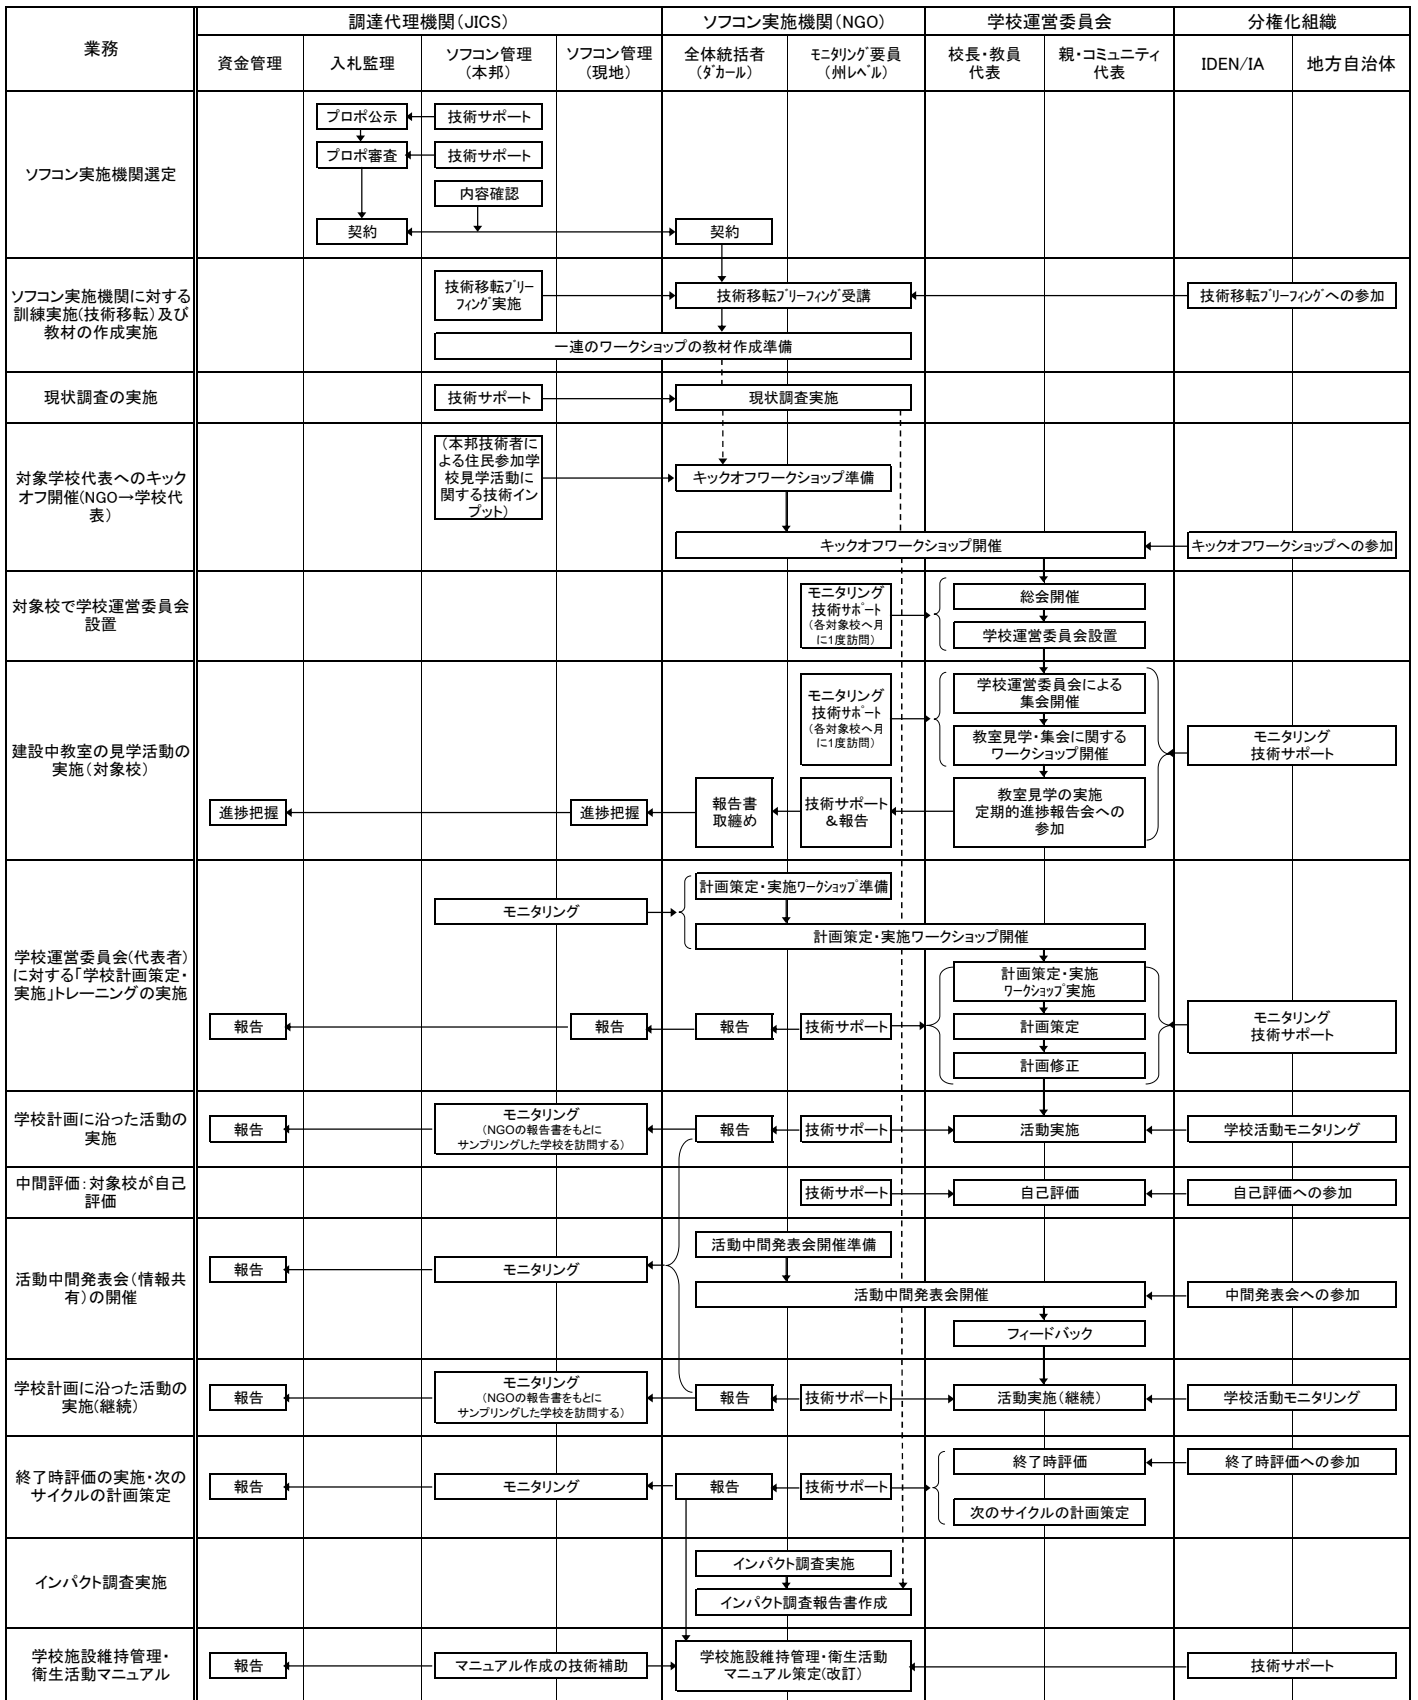 業務
調達代理機関(JICS)
ソフコン実施機関(NGO)
学校運営委員会
分権化組織
資金管理
入札監理
ソフコン管理
(本邦)
ソフコン管理
(現地)
全体統括者
(ﾀﾞカール)
ﾓﾆﾀﾘﾝｸﾞ要員
(州レベﾞル)
校長・教員
代表
親・コミュニティ
代表
IDEN/IA
地方自治体
ソフコン実施機関選定
プロポ公示
技術サポート
プロポ審査
技術サポート
内容確認
契約
契約
ソフコン実施機関に対する
訓練実施(技術移転)及び
教材の作成実施
技術移転ﾌﾞﾘｰ
ﾌｨﾝｸﾞ実施
技術移転ﾌﾞﾘｰﾌｨﾝｸﾞ受講
技術移転ﾌﾞﾘｰﾌｨﾝｸﾞへの参加
一連のワークショップの教材作成準備
現状調査の実施
技術サポート
現状調査実施
対象学校代表へのキック
オフ開催(NGO→学校代
表)
(本邦技術者に
よる住民参加学
校見学活動に
関する技術イン
プット)
キックオフワークショップ準備
キックオフワークショップ開催
キックオフワークショップへの参加
対象校で学校運営委員会
設置
モニタリング
技術ｻﾎﾟｰﾄ
(各対象校へ月
に1度訪問)
総会開催
学校運営委員会設置
建設中教室の見学活動の
実施(対象校)
モニタリング
技術ｻﾎﾟｰﾄ
(各対象校へ月
に1度訪問)
学校運営委員会による
集会開催
教室見学・集会に関する
ワークショップ開催
モニタリング
技術サポート
進捗把握
進捗把握
報告書
取纏め
技術サポート
&報告
教室見学の実施
定期的進捗報告会への
参加
学校運営委員会(代表者)
に対する「学校計画策定・
実施」トレーニングの実施
計画策定・実施ﾜｰｸｼｮｯﾌﾟ準備
モニタリング
計画策定・実施ワークショップ開催
計画策定・実施
ﾜｰｸｼｮｯﾌﾟ実施
報告
報告
報告
技術サポート
計画策定
モニタリング
技術サポート
計画修正
学校計画に沿った活動の
実施
報告
モニタリング
(NGOの報告書をもとに
サンプリングした学校を訪問する)
報告
技術サポート
活動実施
学校活動モニタリング
中間評価:対象校が自己
評価
技術サポート
自己評価
自己評価への参加
活動中間発表会(情報共
有)の開催
活動中間発表会開催準備
報告
モニタリング
活動中間発表会開催
中間発表会への参加
フィードバック
学校計画に沿った活動の
実施(継続)
報告
モニタリング
(NGOの報告書をもとに
サンプリングした学校を訪問する)
報告
技術サポート
活動実施(継続)
学校活動モニタリング
終了時評価の実施・次の
サイクルの計画策定
報告
モニタリング
報告
技術サポート
終了時評価
終了時評価への参加
次のサイクルの計画策定
インパクト調査実施
インパクト調査実施
インパクト調査報告書作成
学校施設維持管理・
衛生活動マニュアル
報告
マニュアル作成の技術補助
学校施設維持管理・衛生活動
マニュアル策定(改訂)
技術サポート